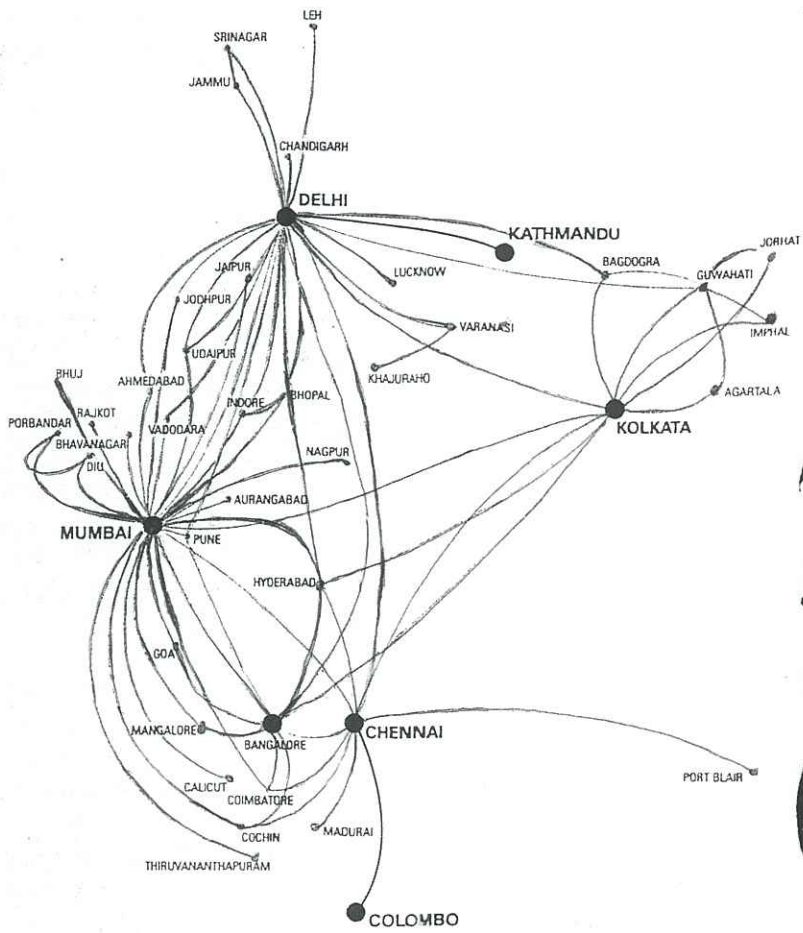 LEH
SRINAGAR
JAMMU
CHANDIGARH
DELHI
KATHMANDU
JORHAT
BAGDOGRA
GUWAHATI
JAIPUR
LUCKNOW
JODHPUR
VARANASI
IMPHAL
UDAIPUR
KHAJURAHO
BHUJ
AHMEDABAD
INDORE
BHOPAL
AGARTALA
RAJKOT
PORBANDAR
VADODARA
KOLKATA
BHAVANAGAR
DIU
NAGPUR
AURANGABAD
MUMBAI
PUNE
HYDERABAD
GOA
MANGALORE
BANGALORE
CHENNAI
PORT BLAIR
CALICUT
COIMBATORE
COCHIN
MADURAI
THIRUVANANTHAPURAM
COLOMBO